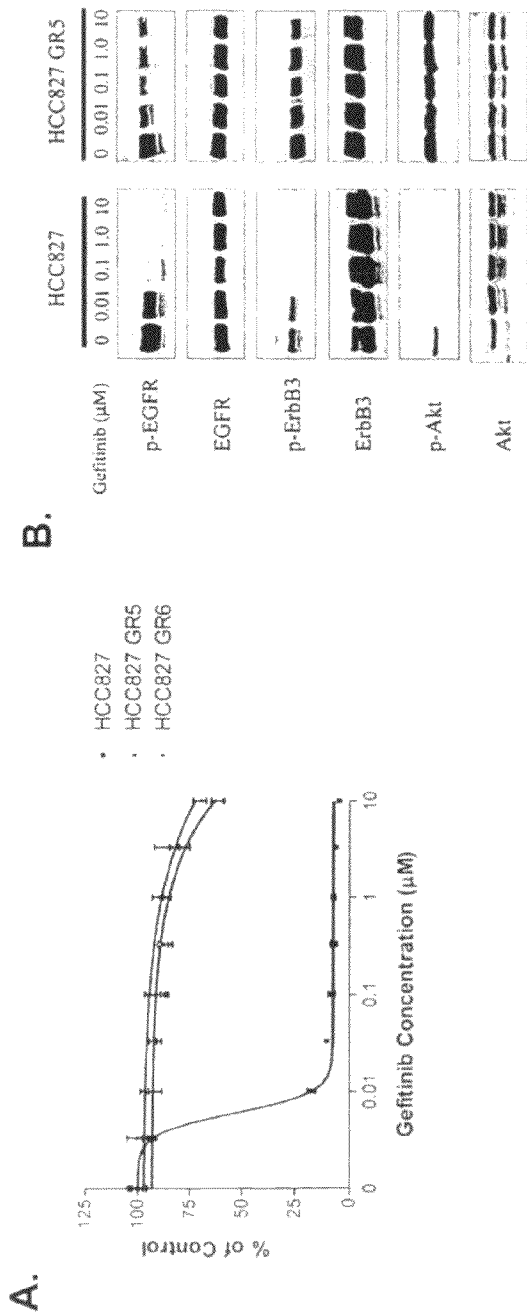 A.
% of Control
125
100
75
50
25
0
0 0.01 0.1 1 10
Gefitinib Concentration (µM)
HCC827
HCC827 GR5
HCC827 GR6
B.
HCC827 HCC827 GR5
Gefitinib (µM) 0 0.01 0.1 1.0 10 0 0.01 0.1 1.0 10
p-EGFR
EGFR
p-ErbB3
ErbB3
p-Akt
Akt